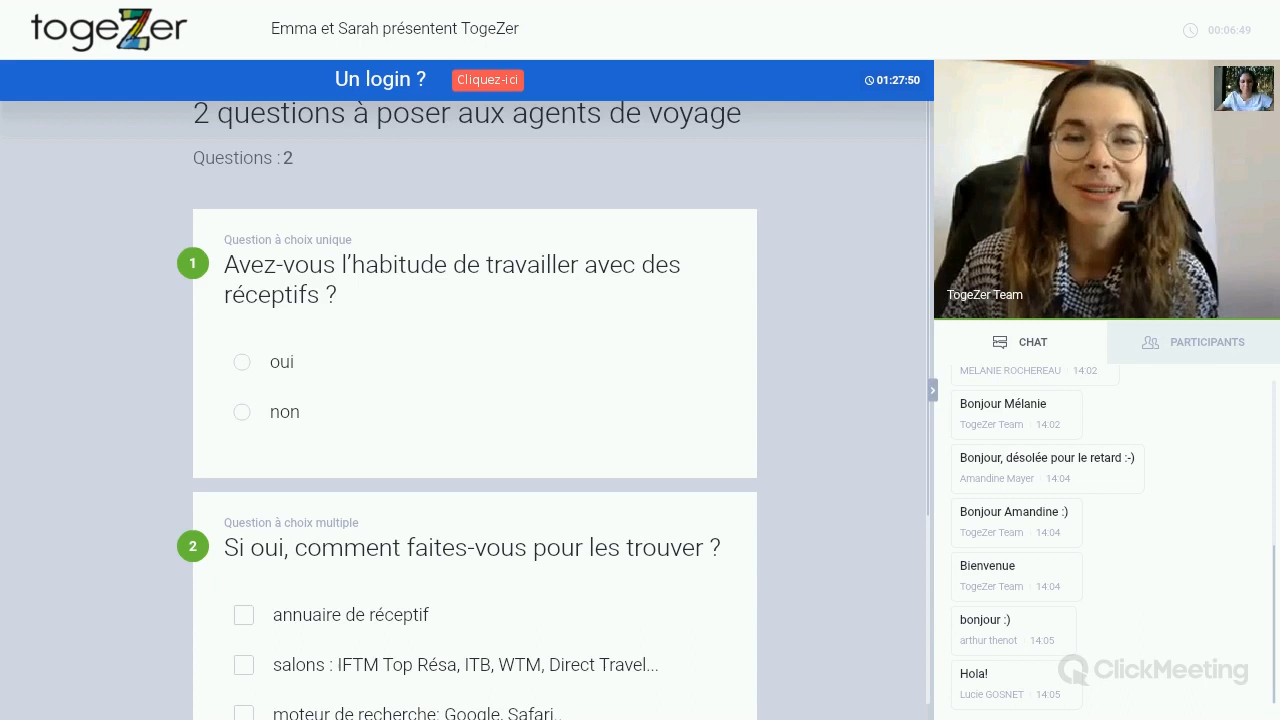 togeZer
Emma et Sarah présentent TogeZer
00:06:49
Un login ?
Cliquez-ici
01:27:50
2 questions à poser aux agents de voyage
Questions : 2
Question à choix unique
1
Avez-vous l’habitude de travailler avec des
réceptifs ?
oui
non
Question à choix multiple
2
Si oui, comment faites-vous pour les trouver ?
annuaire de réceptif
salons : IFTM Top Résa, ITB, WTM, Direct Travel...
moteur de recherche: Google, Safari..
TogeZer Team
CHAT
PARTICIPANTS
MELANIE ROCHEREAU 14:02
Bonjour Mélanie
TogeZer Team 14:02
Bonjour, désolée pour le retard :-)
Amandine Mayer 14:04
Bonjour Amandine :)
TogeZer Team 14:04
Bienvenue
TogeZer Team 14:04
bonjour :)
arthur thenot 14:05
Hola!
Lucie GOSNET 14:05
ClickMeeting